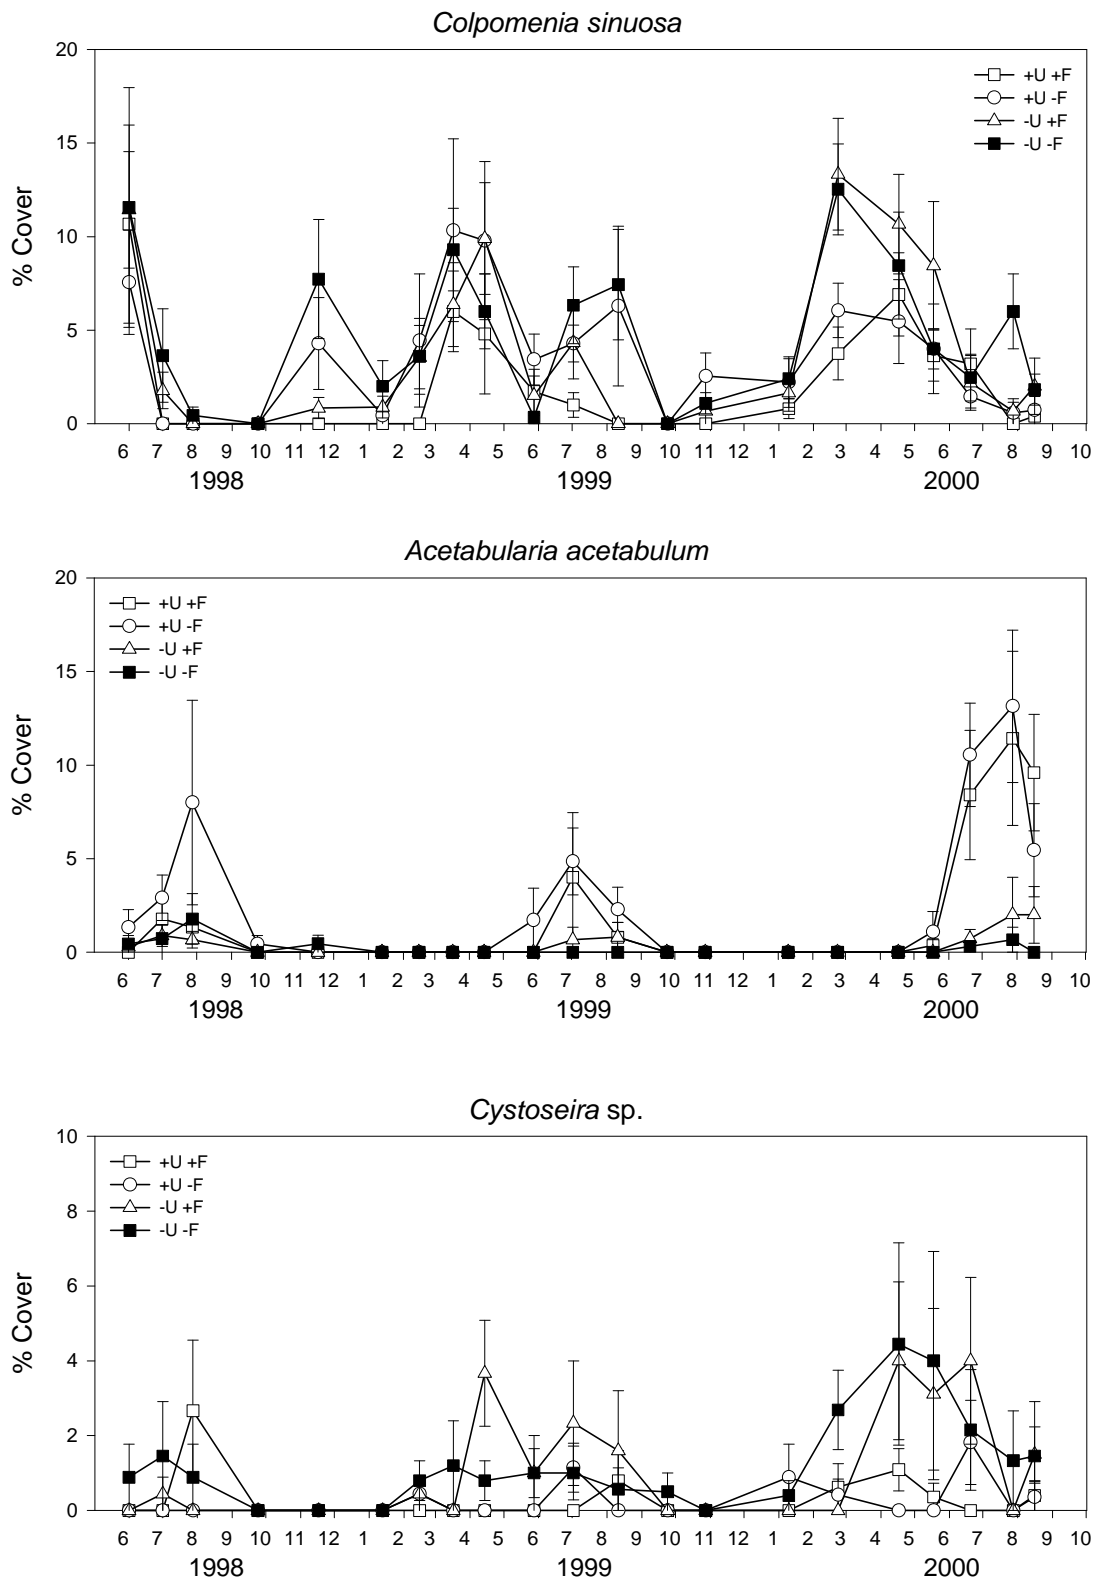 Colpomenia sinuosa
20
15
10
5
0
% Cover
+U +F
+U -F
-U +F
-U -F
6 7 8 9 10 11 12 1 2 3 4 5 6 7 8 9 10 11 12 1 2 3 4 5 6 7 8 9 10
1998 1999 2000
Acetabularia acetabulum
20
15
10
5
0
% Cover
+U +F
+U -F
-U +F
-U -F
6 7 8 9 10 11 12 1 2 3 4 5 6 7 8 9 10 11 12 1 2 3 4 5 6 7 8 9 10
1998 1999 2000
Cystoseira sp.
10
8
6
4
2
0
% Cover
+U +F
+U -F
-U +F
-U -F
6 7 8 9 10 11 12 1 2 3 4 5 6 7 8 9 10 11 12 1 2 3 4 5 6 7 8 9 10
1998 1999 2000